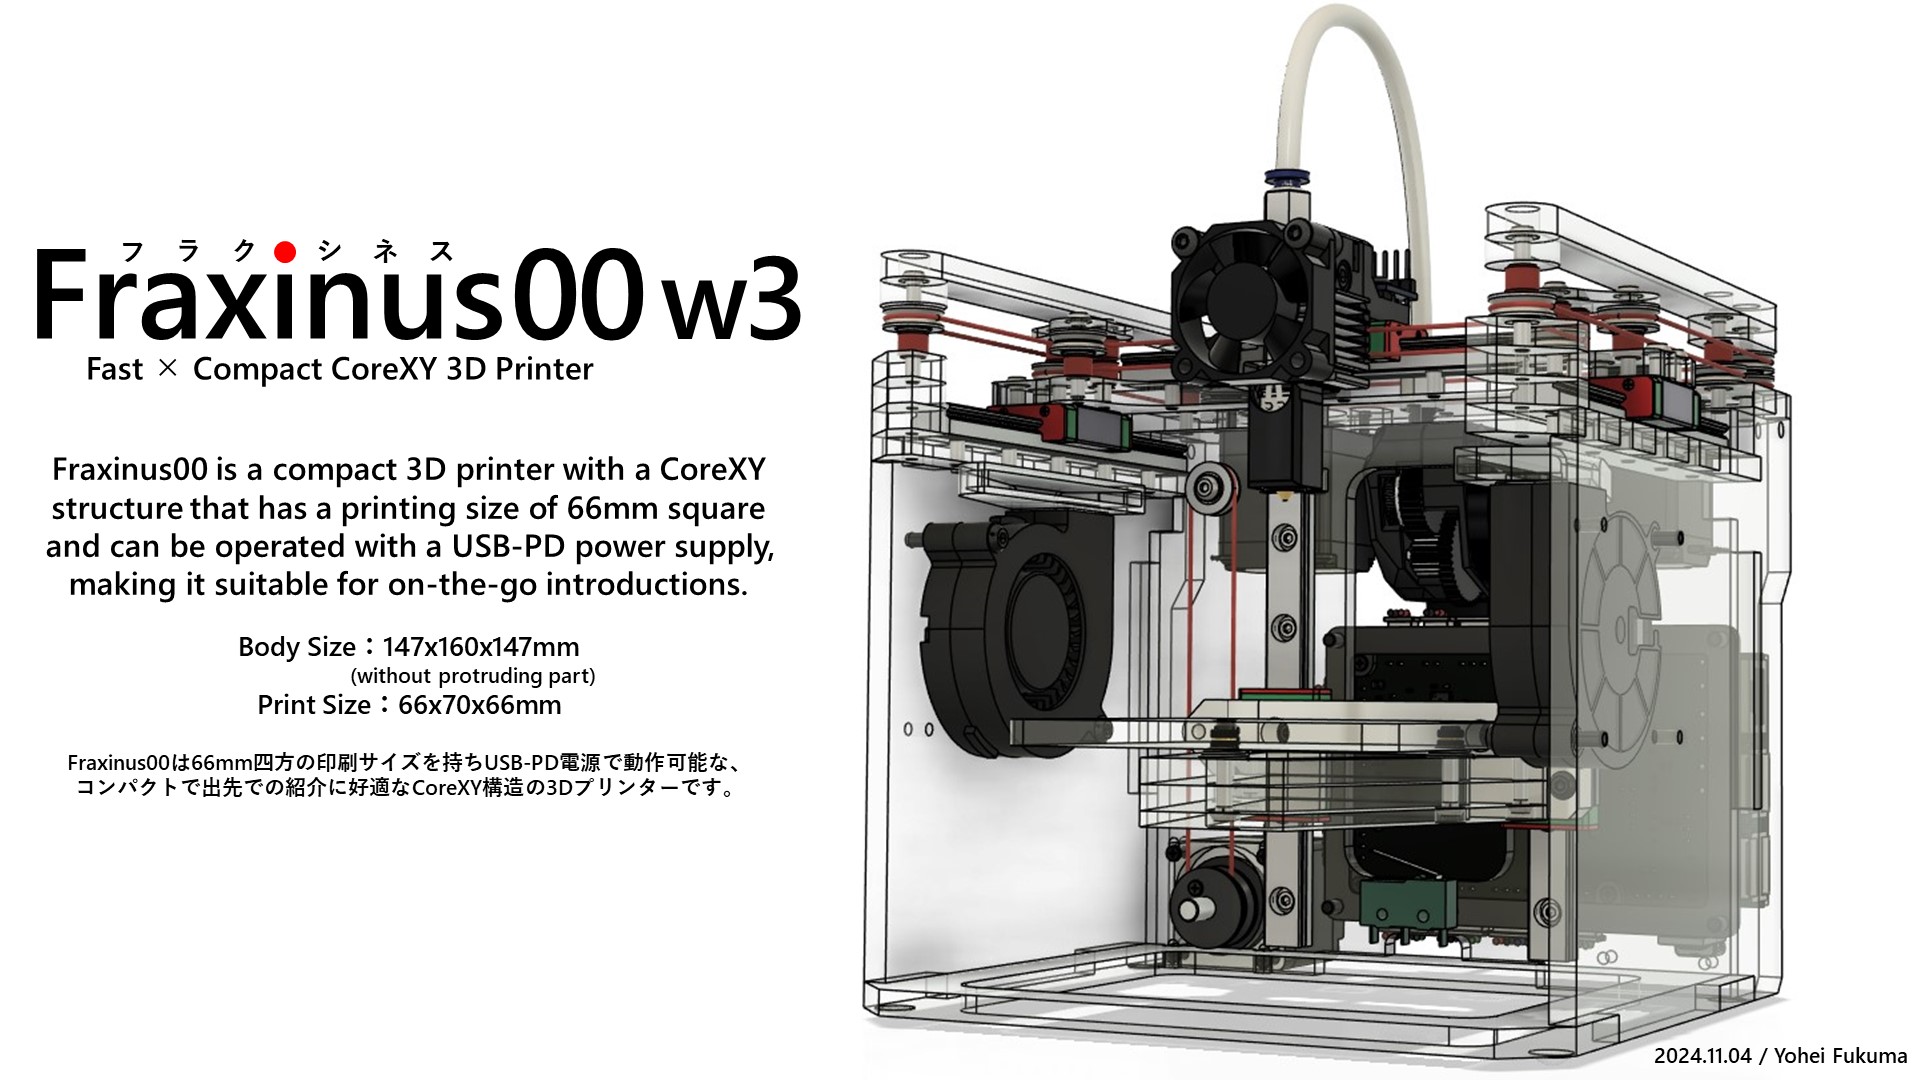 フラクシネス
Fraxinus00 w3
Fast × Compact CoreXY 3D Printer
Fraxinus00 is a compact 3D printer with a CoreXY
structure that has a printing size of 66mm square
and can be operated with a USB-PD power supply,
making it suitable for on-the-go introductions.
Body Size：147x160x147mm
(without protruding part)
Print Size：66x70x66mm
Fraxinus00は66mm四方の印刷サイズを持ちUSB-PD電源で動作可能な、
コンパクトで出先での紹介に好適なCoreXY構造の3Dプリンターです。
2024.11.04 / Yohei Fukuma